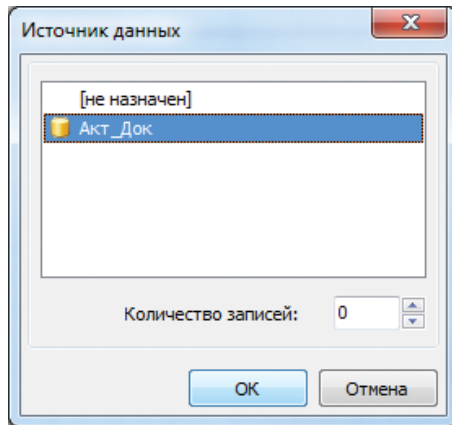 Источник данных
[не назначен]
Акт_Док
Количество записей: 0
OK Отмена